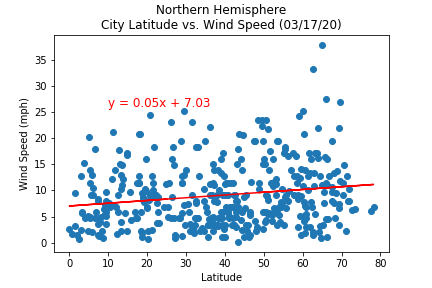 Northern Hemisphere
City Latitude vs. Wind Speed (03/17/20)
Wind Speed (mph)
35
30
25
20
15
10
5
0
y = 0.05x + 7.03
0 10 20 30 40 50 60 70 80
Latitude